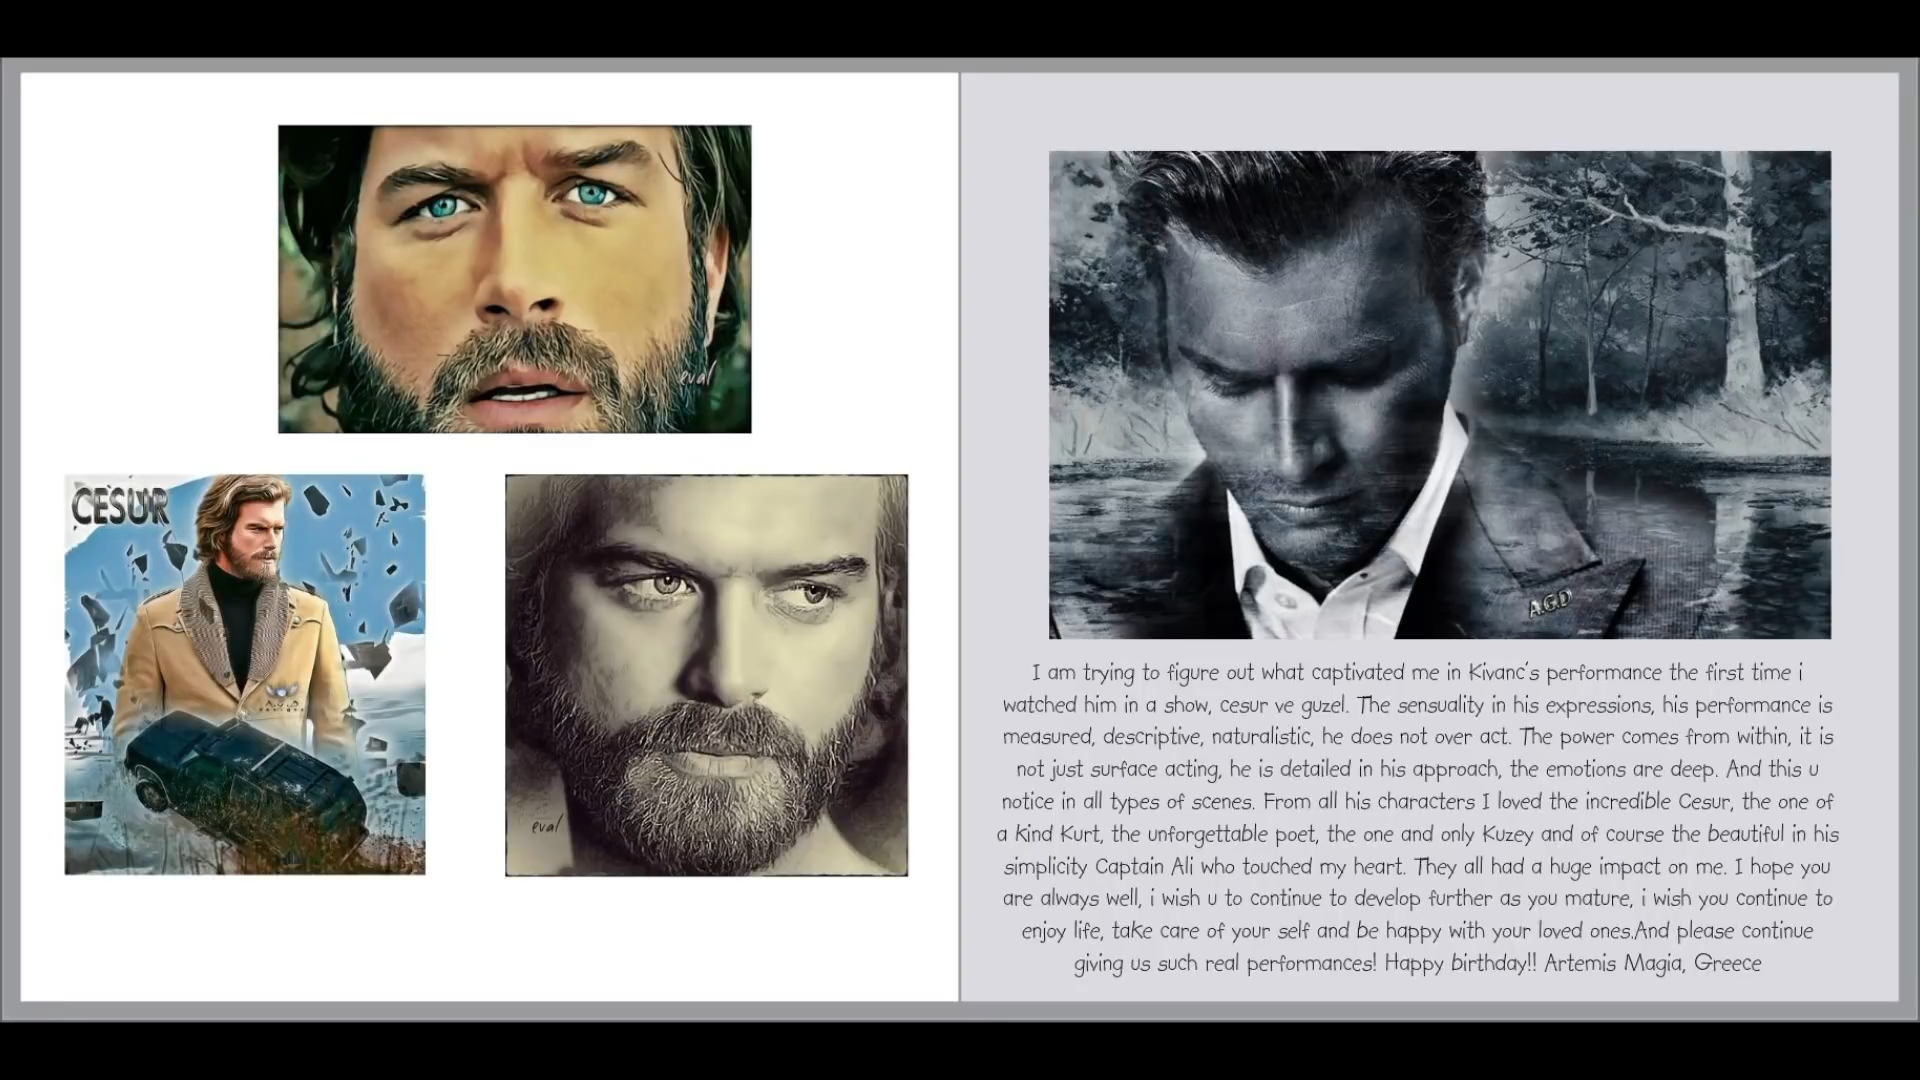 eval
CESUR
eval
A.G.D
I am trying to figure out what captivated me in Kivanc's performance the first time i
watched him in a show, cesur ve guzel. The sensuality in his expressions, his performance is
measured, descriptive, naturalistic, he does not over act. The power comes from within, it is
not just surface acting, he is detailed in his approach, the emotions are deep. And this u
notice in all types of scenes. From all his characters I loved the incredible Cesur, the one of
a kind Kurt, the unforgettable poet, the one and only Kuzey and of course the beautiful in his
simplicity Captain Ali who touched my heart. They all had a huge impact on me. I hope you
are always well, i wish u to continue to develop further as you mature, i wish you continue to
enjoy life, take care of your self and be happy with your loved ones.And please continue
giving us such real performances! Happy birthday!! Artemis Magia, Greece